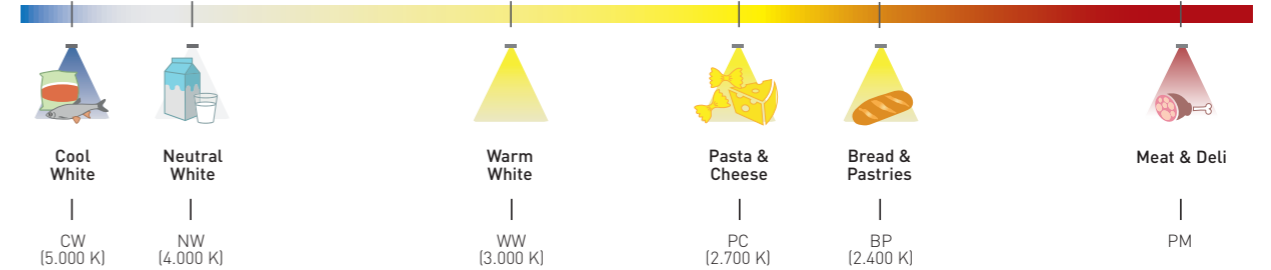 Cool
White
Neutral
White
Warm
White
Pasta &
Cheese
Bread &
Pastries
Meat & Deli
CW
(5.000 K)
NW
(4.000 K)
WW
(3.000 K)
PC
(2.700 K)
BP
(2.400 K)
PM